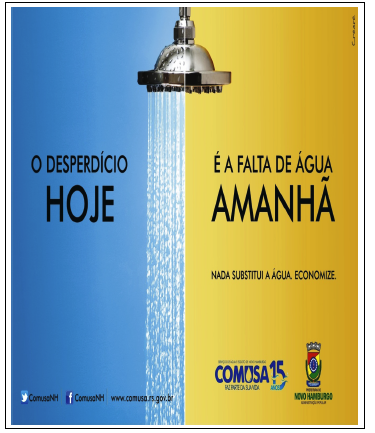 O DESPERDÍCIO
HOJE
É A FALTA DE ÁGUA
AMANHÃ
NADA SUBSTITUI A ÁGUA. ECONOMIZE.
COMUSA 15
ANOS
FAZ PARTE DA SUA VIDA
NOVO HAMBURGO
ComusaNH
ComusaNH
www.comusa.rs.gov.br